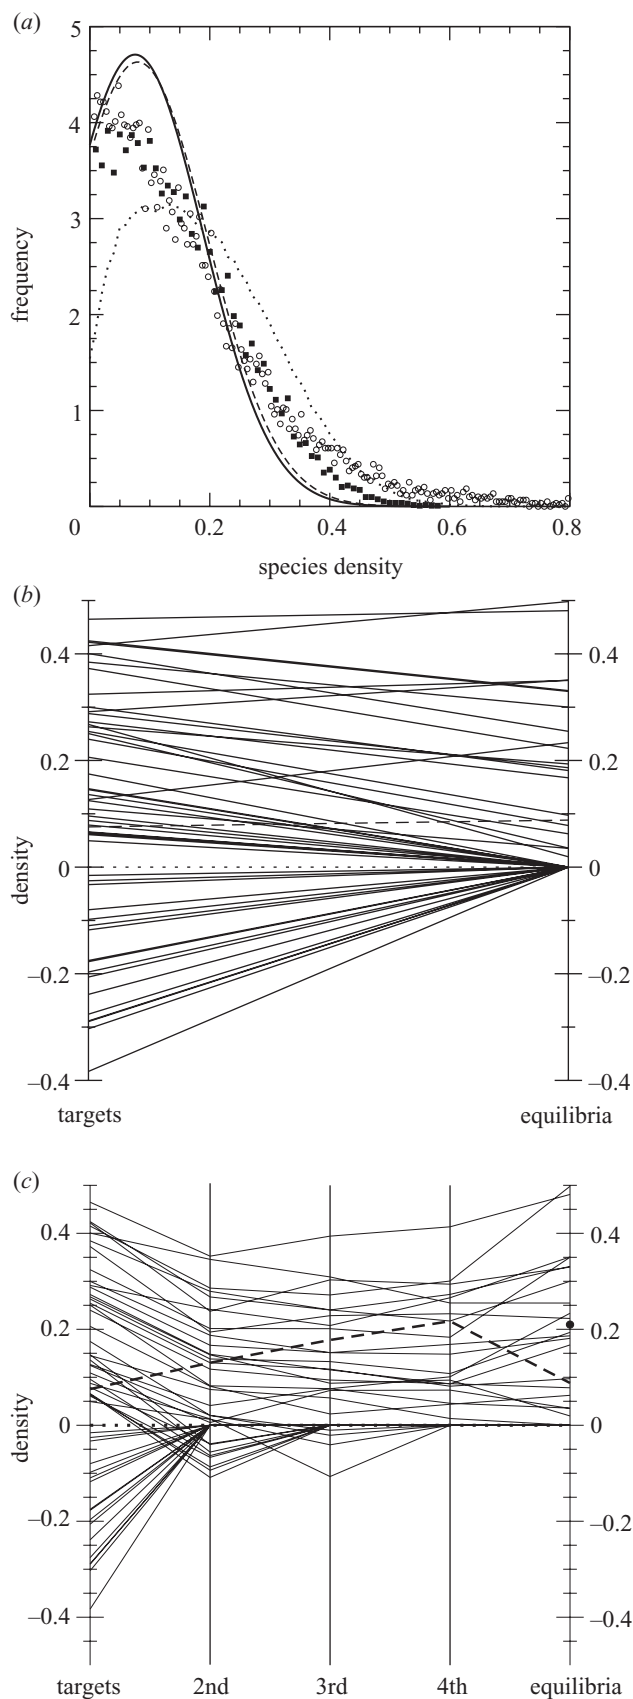 (a)
5
4
3
2
1
frequency
0 0.2 0.4 0.6 0.8
species density
(b)
0.4 0.4
0.2 0.2
0 0
–0.2 –0.2
–0.4 –0.4
density
targets equilibria
(c)
0.4 0.4
0.2 0.2
0 0
–0.2 –0.2
–0.4 –0.4
density
targets 2nd 3rd 4th equilibria